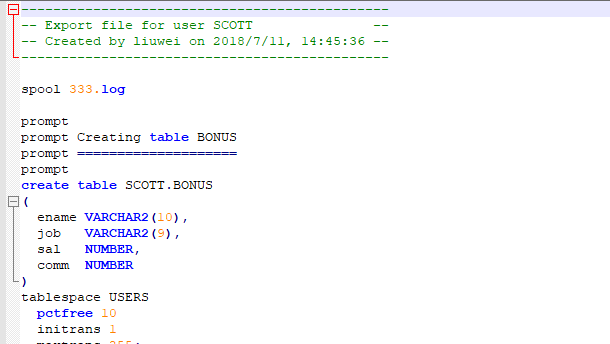 ----------------------------------------------
-- Export file for user SCOTT               --
-- Created by liuwei on 2018/7/11, 14:45:36 --
----------------------------------------------
spool 333.log
prompt
prompt Creating table BONUS
prompt ====================
prompt
create table SCOTT.BONUS
(
  ename VARCHAR2(10),
  job   VARCHAR2(9),
  sal   NUMBER,
  comm  NUMBER
)
tablespace USERS
  pctfree 10
  initrans 1